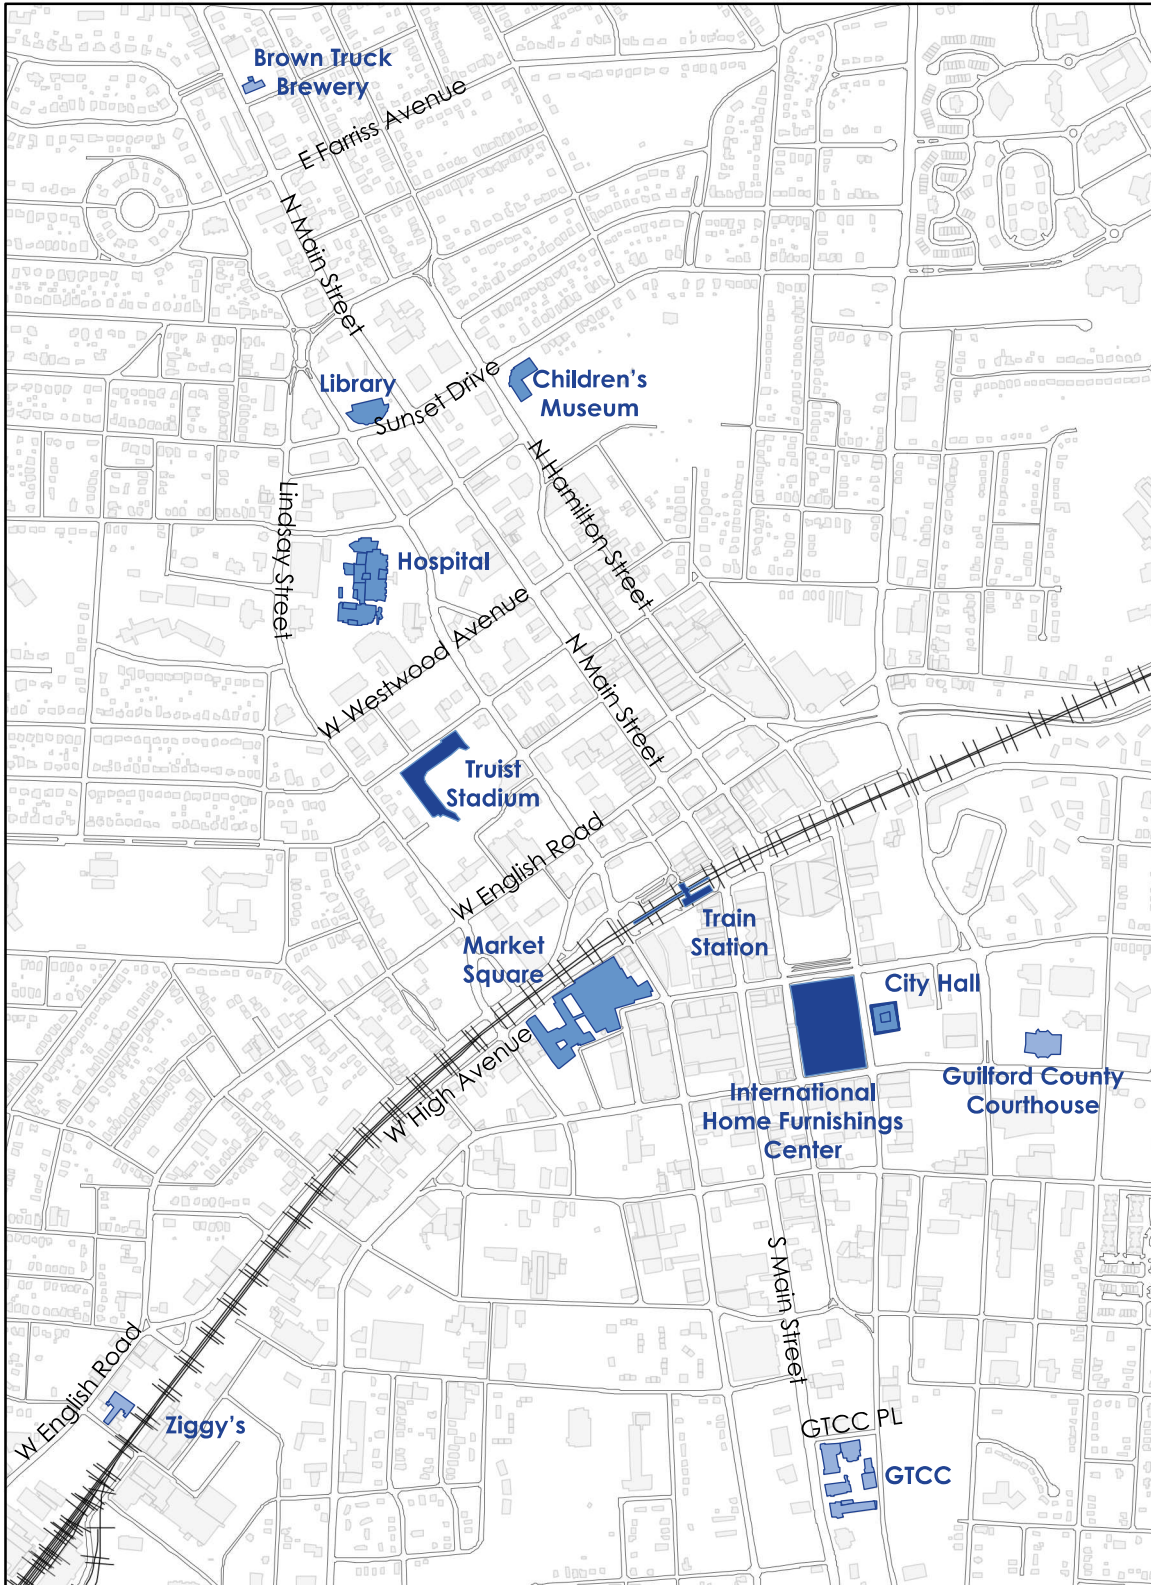 Brown Truck
Brewery
E Farriss Avenue
N Main Street
Library
Sunset Drive
Children's
Museum
N Hamilton Street
Lindsay Street
Hospital
W Westwood Avenue
N Main Street
Truist
Stadium
W English Road
Train
Station
Market
Square
City Hall
W High Avenue
International
Home Furnishings
Center
Guilford County
Courthouse
S Main Street
W English Road
Ziggy's
GTCC PL
GTCC